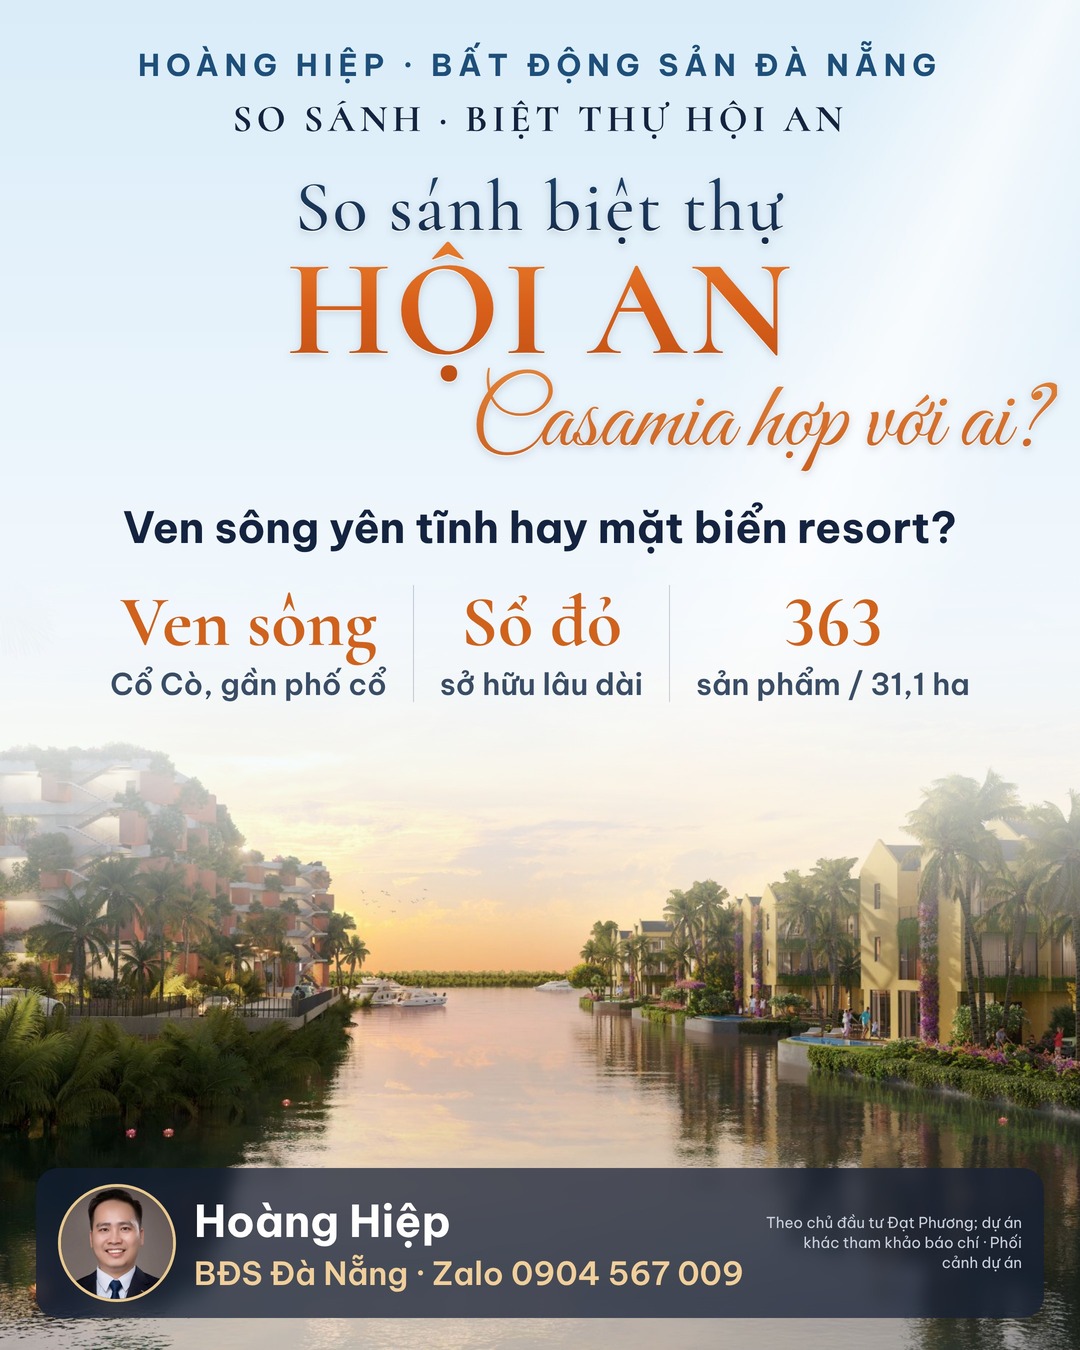 HOÀNG HIỆP · BẤT ĐỘNG SẢN ĐÀ NẴNG
SO SÁNH · BIỆT THỰ HỘI AN
So sánh biệt thự
HỘI AN
Casamia hợp với ai?
Ven sông yên tĩnh hay mặt biển resort?
Ven sông
Cổ Cò, gần phố cổ
Sổ đỏ
sở hữu lâu dài
363
sản phẩm / 31,1 ha
Hoàng Hiệp
BĐS Đà Nẵng · Zalo 0904 567 009
Theo chủ đầu tư Đạt Phương; dự án
khác tham khảo báo chí · Phối
cảnh dự án